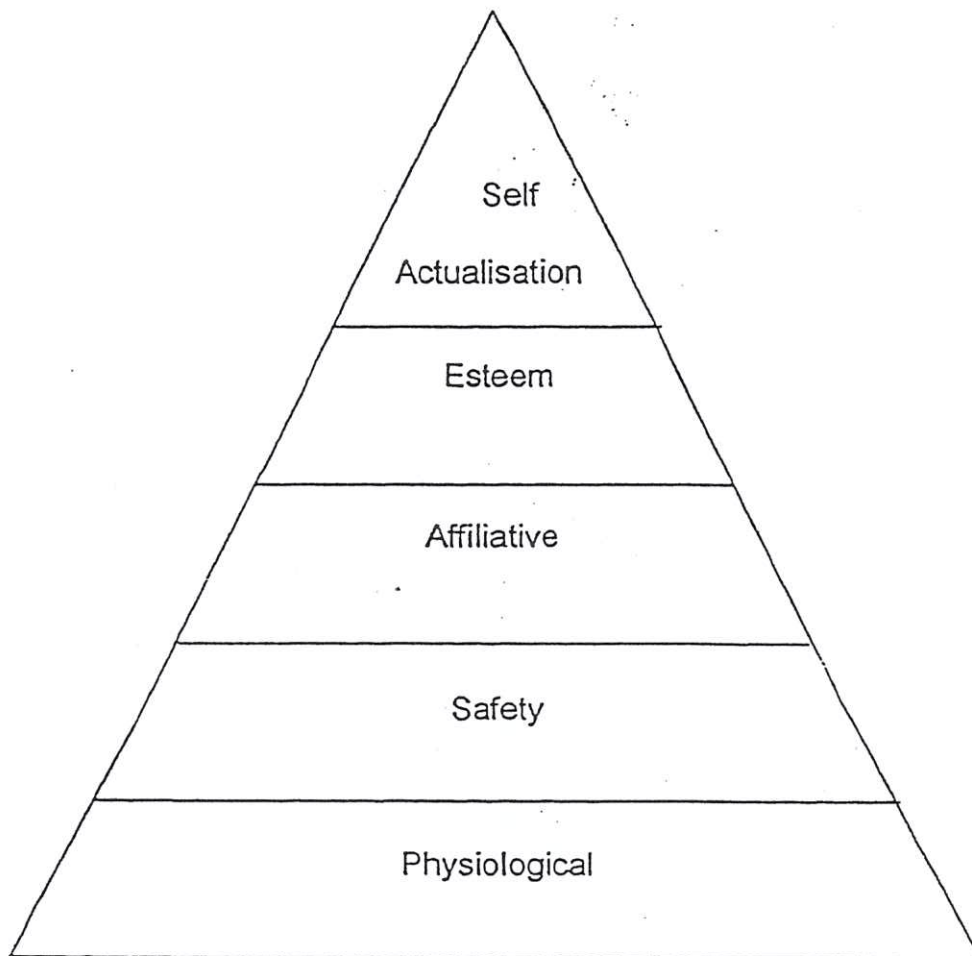 Self
Actualisation
Esteem
Affiliative
Safety
Physiological